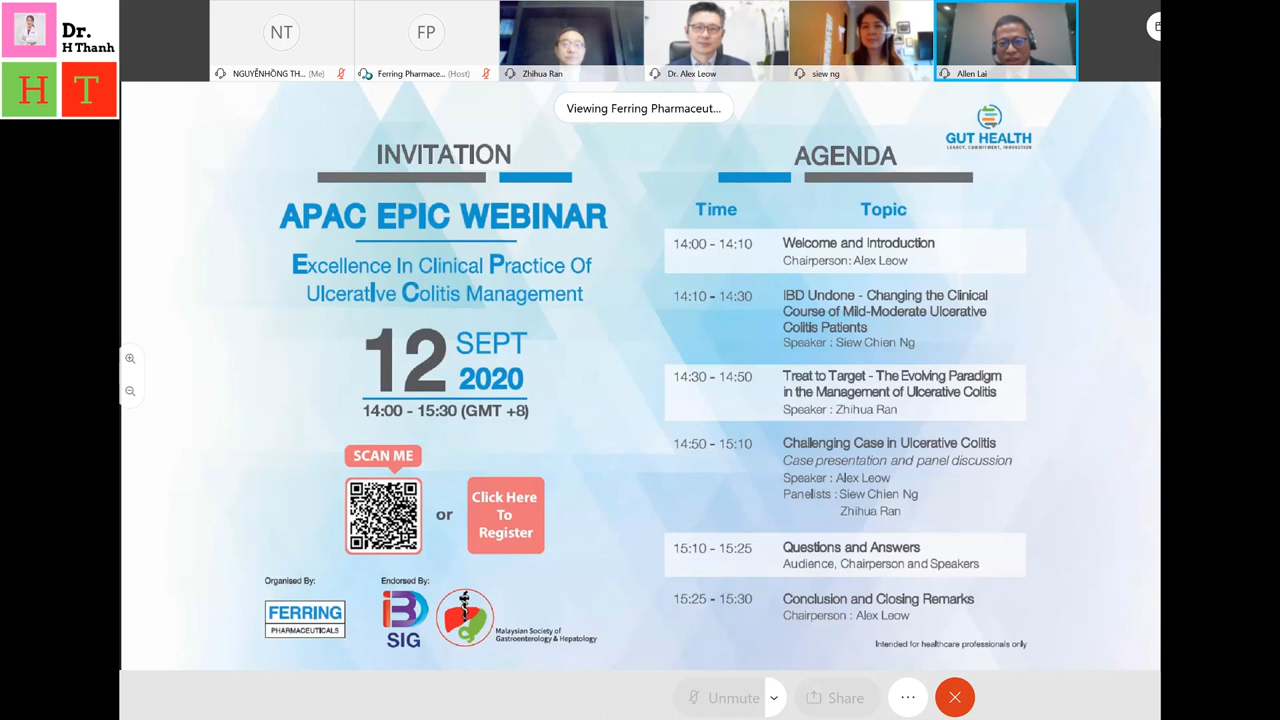 Dr.
H Thanh
H T
NT
FP
NGUYỄNHỒNG TH... (Me)
Ferring Pharmace... (Host)
Zhihua Ran
Dr. Alex Leow
siew ng
Allen Lai
Viewing Ferring Pharmaceut...
GUT HEALTH
LEGACY, COMMITMENT, INNOVATION
INVITATION
APAC EPIC WEBINAR
Excellence In Clinical Practice Of
UlceratIve Colitis Management
12 SEPT
2020
14:00 - 15:30 (GMT +8)
SCAN ME
or
Click Here
To
Register
Organised By:
FERRING
PHARMACEUTICALS
Endorsed By:
IBD
SIG
Malaysian Society of
Gastroenterology & Hepatology
AGENDA
Time Topic
14:00 - 14:10 Welcome and Introduction
Chairperson: Alex Leow
14:10 - 14:30 IBD Undone - Changing the Clinical
Course of Mild-Moderate Ulcerative
Colitis Patients
Speaker : Siew Chien Ng
14:30 - 14:50 Treat to Target - The Evolving Paradigm
in the Management of Ulcerative Colitis
Speaker : Zhihua Ran
14:50 - 15:10 Challenging Case in Ulcerative Colitis
Case presentation and panel discussion
Speaker : Alex Leow
Panelists : Siew Chien Ng
Zhihua Ran
15:10 - 15:25 Questions and Answers
Audience, Chairperson and Speakers
15:25 - 15:30 Conclusion and Closing Remarks
Chairperson : Alex Leow
Intended for healthcare professionals only
Unmute
Share